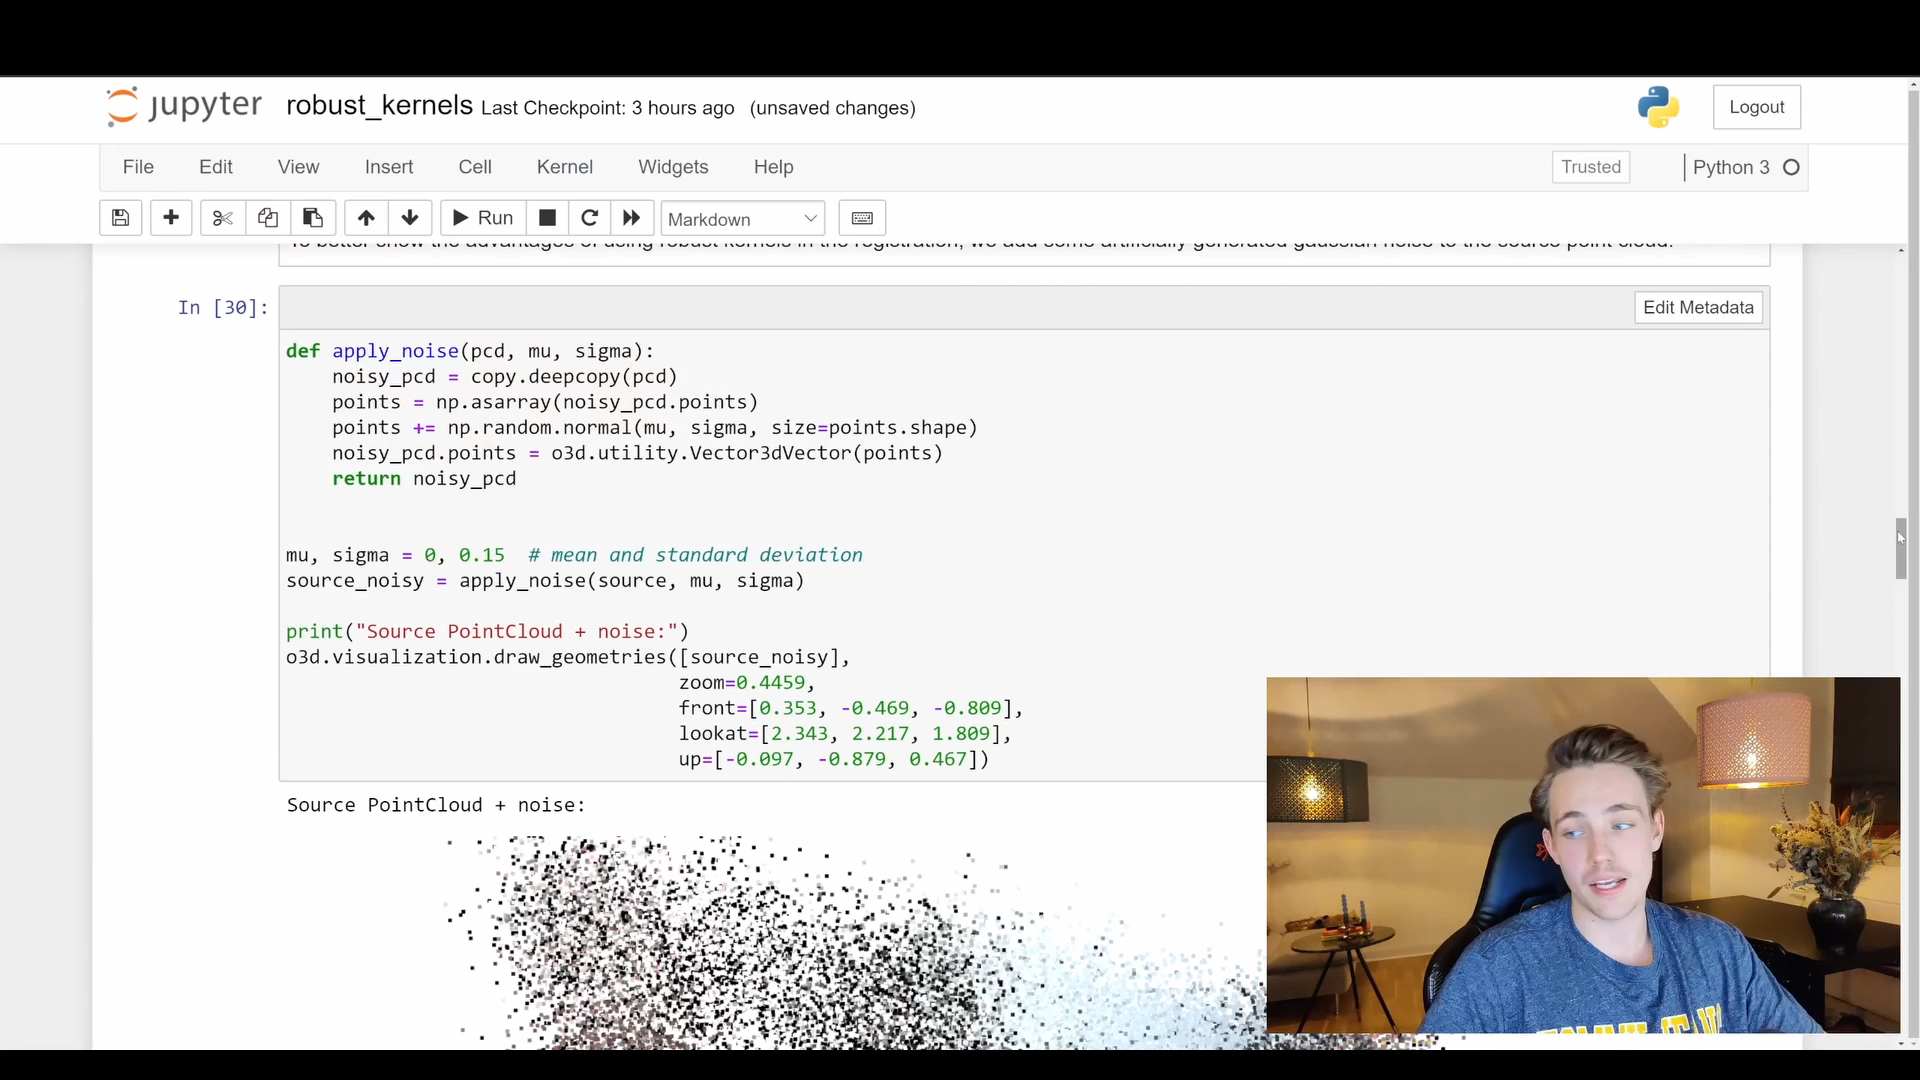 jupyter robust_kernels Last Checkpoint: 3 hours ago (unsaved changes)
Logout
File Edit View Insert Cell Kernel Widgets Help
Trusted
Python 3
Run
Markdown
To better show the advantages of using robust kernels in the registration, we add some artificially generated gaussian noise to the source point cloud.
In [30]:
Edit Metadata
def apply_noise(pcd, mu, sigma):
    noisy_pcd = copy.deepcopy(pcd)
    points = np.asarray(noisy_pcd.points)
    points += np.random.normal(mu, sigma, size=points.shape)
    noisy_pcd.points = o3d.utility.Vector3dVector(points)
    return noisy_pcd
mu, sigma = 0, 0.15  # mean and standard deviation
source_noisy = apply_noise(source, mu, sigma)
print("Source PointCloud + noise:")
o3d.visualization.draw_geometries([source_noisy],
                                  zoom=0.4459,
                                  front=[0.353, -0.469, -0.809],
                                  lookat=[2.343, 2.217, 1.809],
                                  up=[-0.097, -0.879, 0.467])
Source PointCloud + noise: